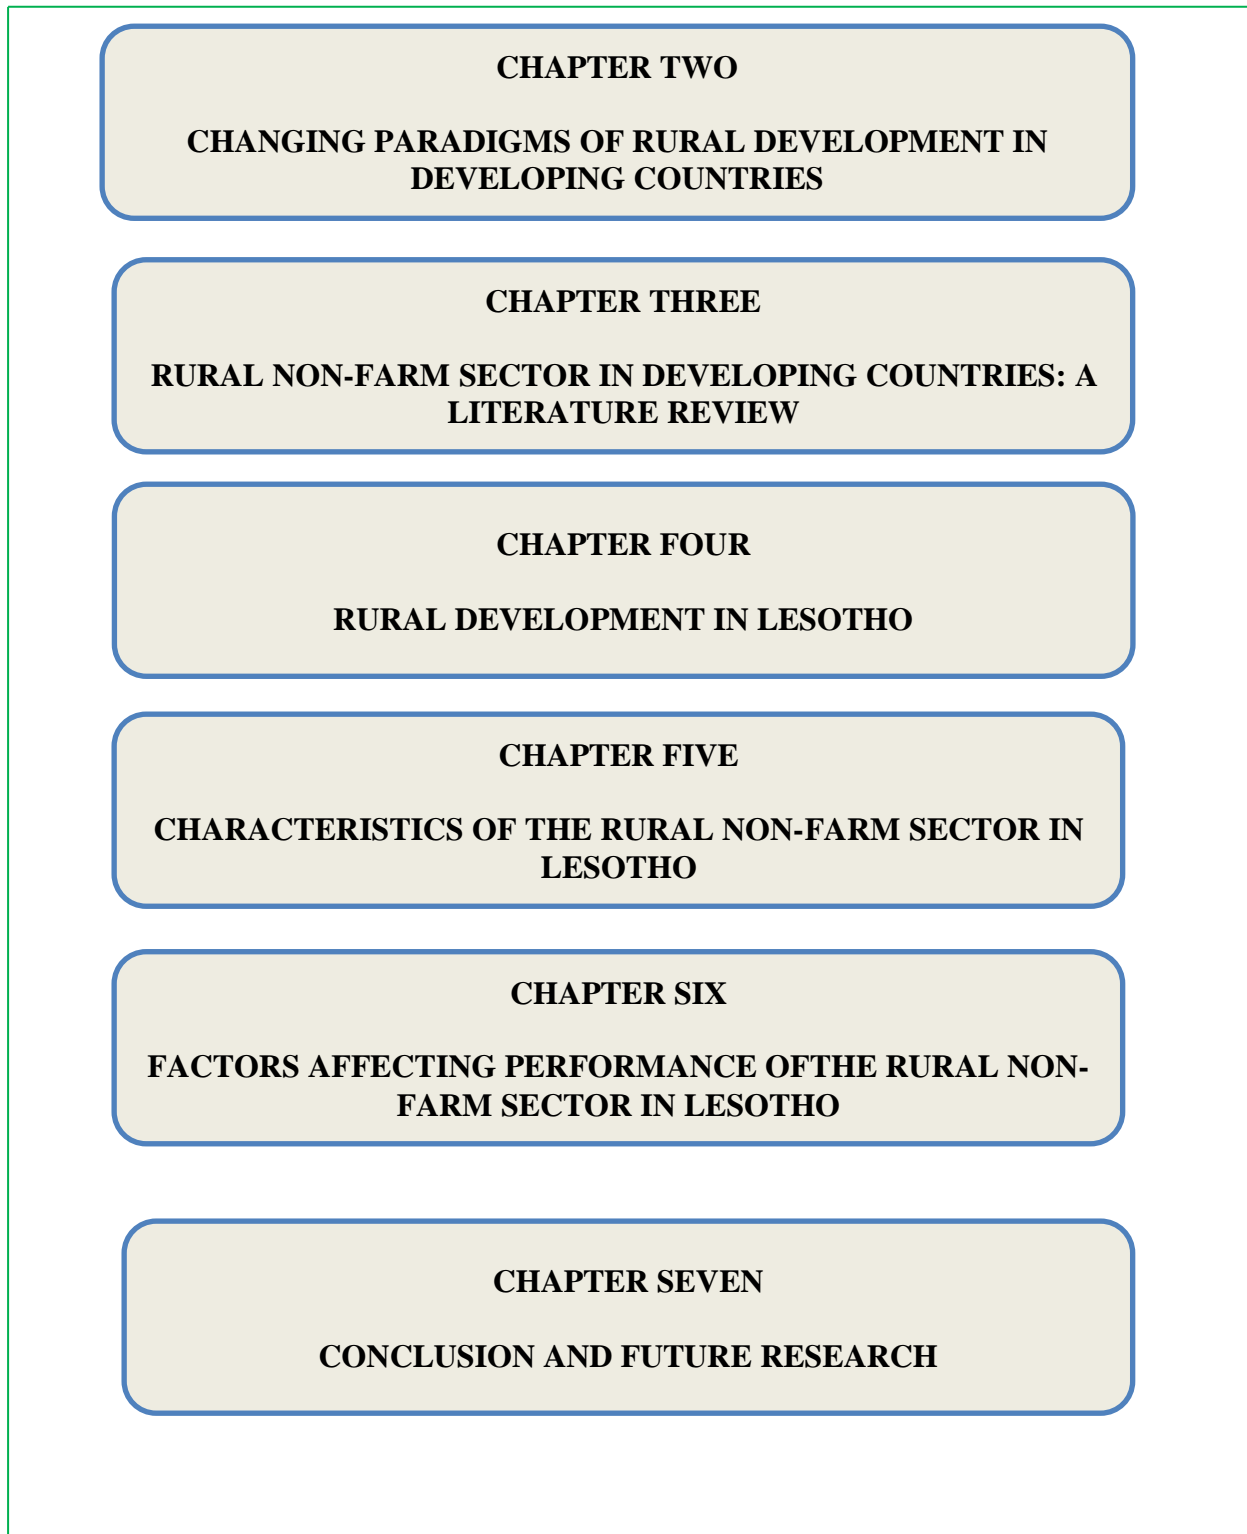 CHAPTER TWO
CHANGING PARADIGMS OF RURAL DEVELOPMENT IN
DEVELOPING COUNTRIES
CHAPTER THREE
RURAL NON-FARM SECTOR IN DEVELOPING COUNTRIES: A
LITERATURE REVIEW
CHAPTER FOUR
RURAL DEVELOPMENT IN LESOTHO
CHAPTER FIVE
CHARACTERISTICS OF THE RURAL NON-FARM SECTOR IN
LESOTHO
CHAPTER SIX
FACTORS AFFECTING PERFORMANCE OFTHE RURAL NON-
FARM SECTOR IN LESOTHO
CHAPTER SEVEN
CONCLUSION AND FUTURE RESEARCH